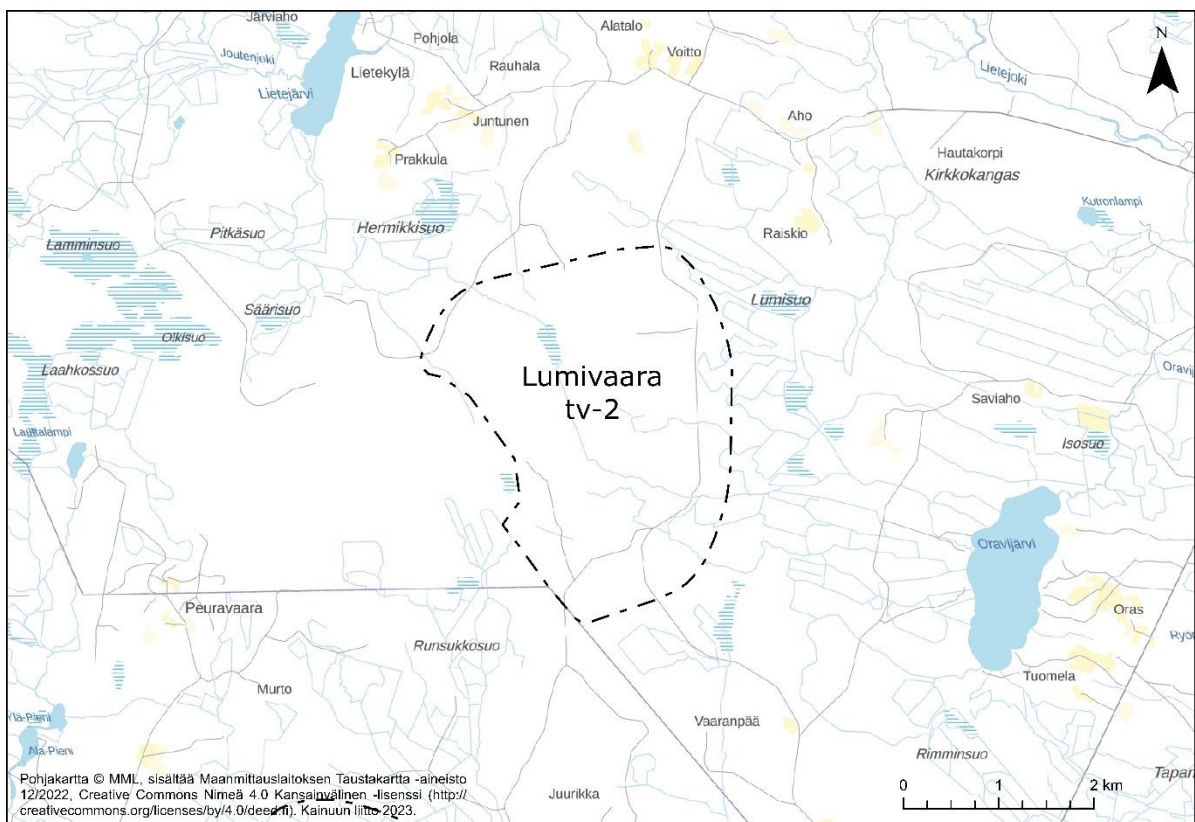 Järviaho
Pohjola
Alatalo
Voitto
N
Joutenjoki
Lietekylä
Rauhala
Lietejoki
Lietejärvi
Juntunen
Aho
Prakkula
Hautakorpi
Kirkkokangas
Kutronlampi
Pitkäsuo
Hermikkisuo
Raiskio
Lamminsuo
Säärisuo
Lumisuo
Olkisuo
Laahkossuo
Lumivaara
tv-2
Saviaho
Isosuo
Lauttalampi
Oravijärvi
Peuravaara
Oras
Runsukkosuo
Tuomela
Murto
Vaaranpää
Ylä-Pieni
Ala-Pieni
Rimminsuo
Pohjakartta © MML, sisältää Maanmittauslaitoksen Taustakartta -aineisto
12/2022, Creative Commons Nimeä 4.0 Kansainvälinen -lisenssi (http://
creativecommons.org/licenses/by/4.0/deed.fi). Kainuun liitto 2023.
Juurikka
0 1 2 km